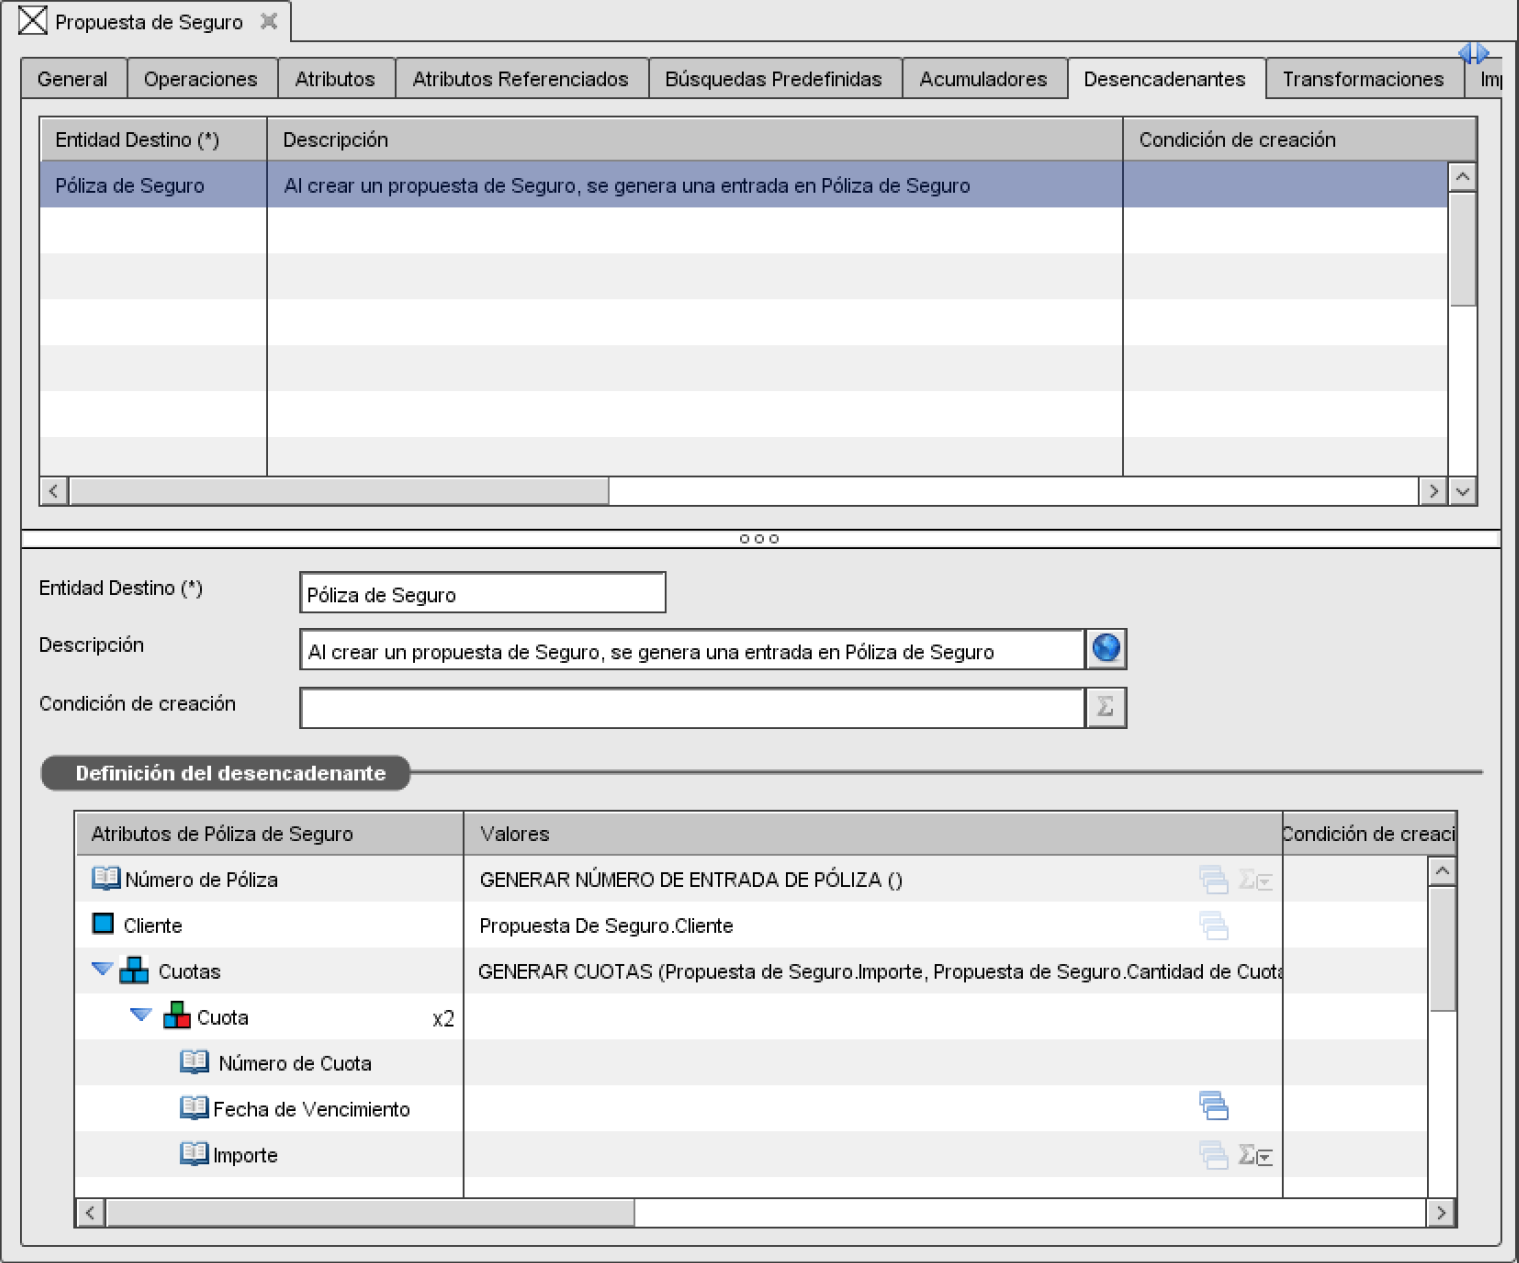 Propuesta de Seguro
General Operaciones Atributos Atributos Referenciados Búsquedas Predefinidas Acumuladores Desencadenantes Transformaciones Im
Entidad Destino (*) Descripción Condición de creación
Póliza de Seguro Al crear un propuesta de Seguro, se genera una entrada en Póliza de Seguro
Entidad Destino (*) Póliza de Seguro
Descripción Al crear un propuesta de Seguro, se genera una entrada en Póliza de Seguro
Condición de creación Σ
Definición del desencadenante
Atributos de Póliza de Seguro Valores Condición de creaci
Número de Póliza GENERAR NÚMERO DE ENTRADA DE PÓLIZA () Σ
Cliente Propuesta De Seguro.Cliente
Cuotas GENERAR CUOTAS (Propuesta de Seguro.Importe, Propuesta de Seguro.Cantidad de Cuota
Cuota x2
Número de Cuota
Fecha de Vencimiento
Importe Σ